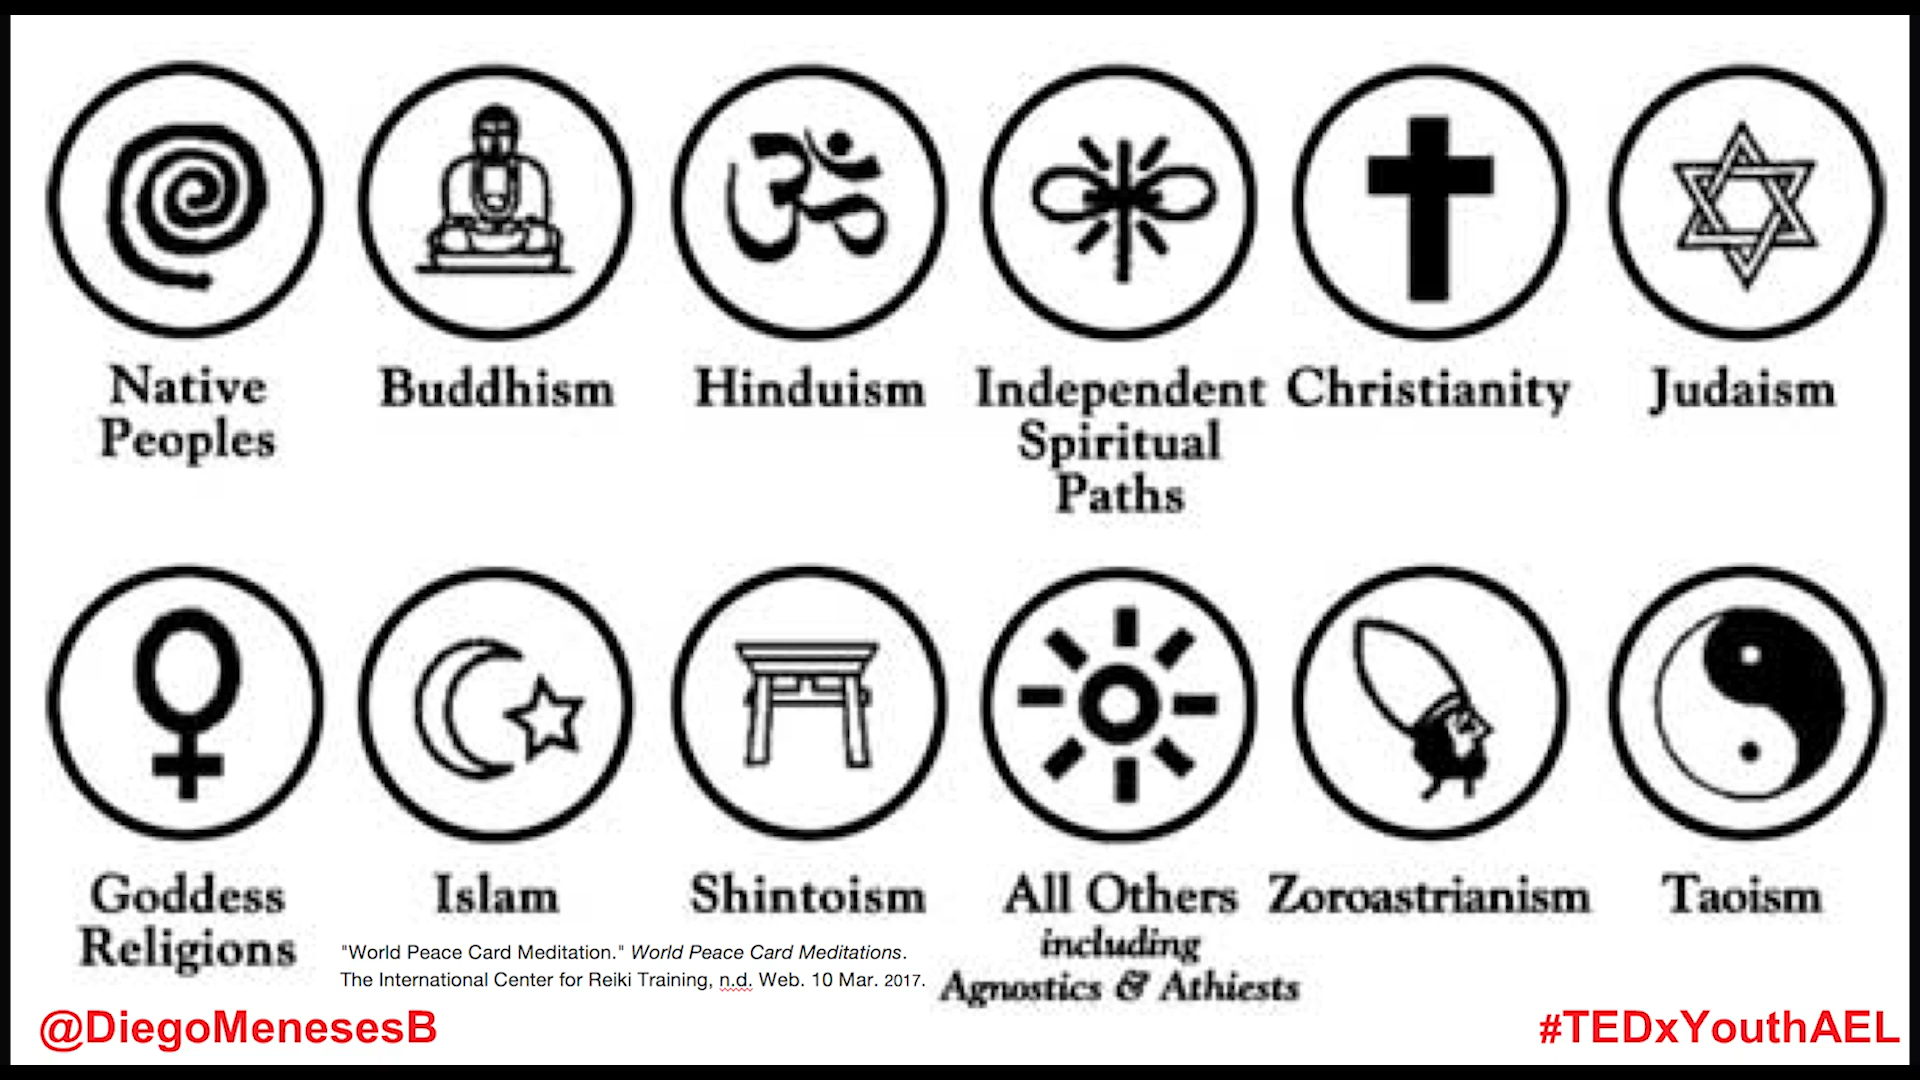 Native
Peoples
Buddhism
Hinduism
Independent
Spiritual
Paths
Christianity
Judaism
Goddess
Religions
Islam
Shintoism
All Others
including
Agnostics & Athiests
Zoroastrianism
Taoism
"World Peace Card Meditation." World Peace Card Meditations.
The International Center for Reiki Training, n.d. Web. 10 Mar. 2017.
@DiegoMenesesB
#TEDxYouthAEL